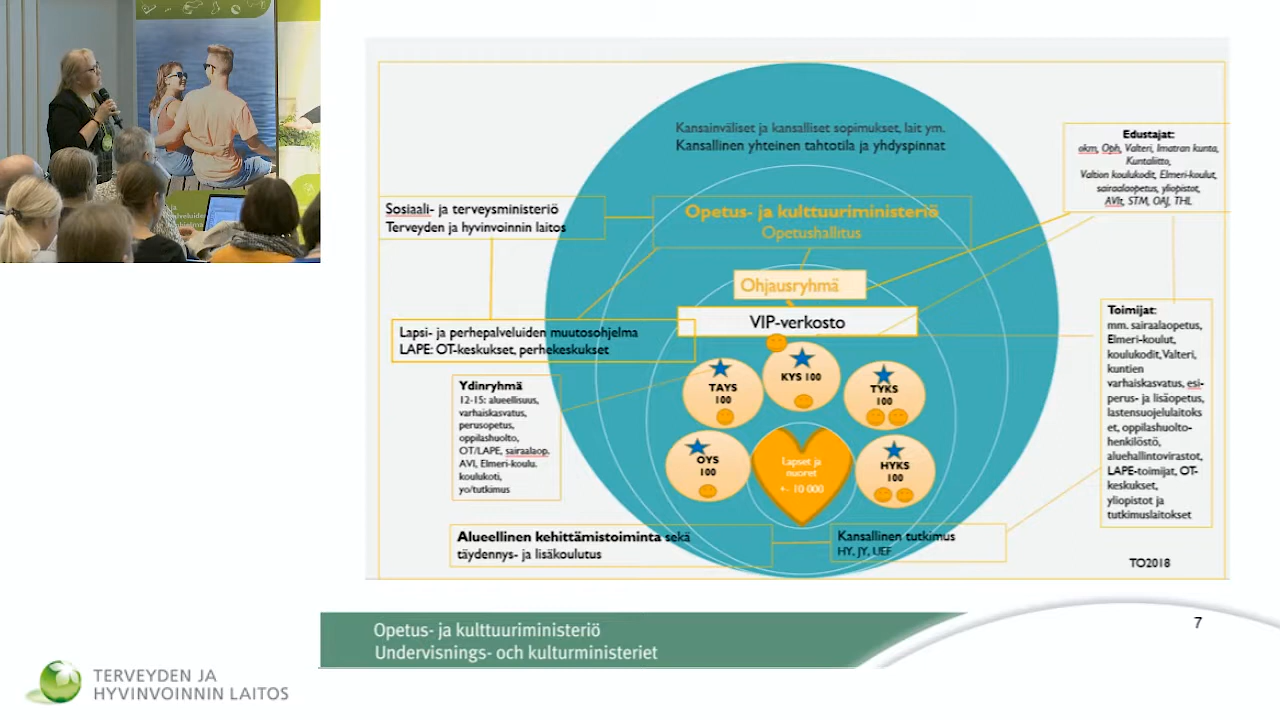 Kansainväliset ja kansalliset sopimukset, lait ym.
Kansallinen yhteinen tahtotila ja yhdyspinnat
Edustajat:
okm, Oph, Valteri, Imatran kunta,
Kuntaliitto,
Valtion koulukodit, Elmeri-koulut,
sairaalaopetus, yliopistot,
AVIt, STM, OAJ, THL
Sosiaali- ja terveysministeriö
Terveyden ja hyvinvoinnin laitos
Opetus- ja kulttuuriministeriö
Opetushallitus
Ohjausryhmä
VIP-verkosto
Lapsi- ja perhepalveluiden muutosohjelma
LAPE: OT-keskukset, perhekeskukset
Toimijat:
mm. sairaalaopetus,
Elmeri-koulut,
koulukodit, Valteri,
kuntien
varhaiskasvatus, esi-
perus- ja lisäopetus,
lastensuojelulaitoks
et, oppilashuolto-
henkilöstö,
aluehallintovirastot,
LAPE-toimijat, OT-
keskukset,
yliopistot ja
tutkimuslaitokset
Ydinryhmä
12-15: alueellisuus,
varhaiskasvatus,
perusopetus,
oppilashuolto,
OT/LAPE, sairaalaop.
AVI, Elmeri-koulu.
koulukoti,
yo/tutkimus
TAYS
100
KYS 100
TYKS
100
OYS
100
HYKS
100
Lapset ja
nuoret
+- 10 000
Alueellinen kehittämistoiminta sekä
täydennys- ja lisäkoulutus
Kansallinen tutkimus
HY, JY, UEF
TO2018
Opetus- ja kulttuuriministeriö
Undervisnings- och kulturministeriet
7
TERVEYDEN JA
HYVINVOINNIN LAITOS